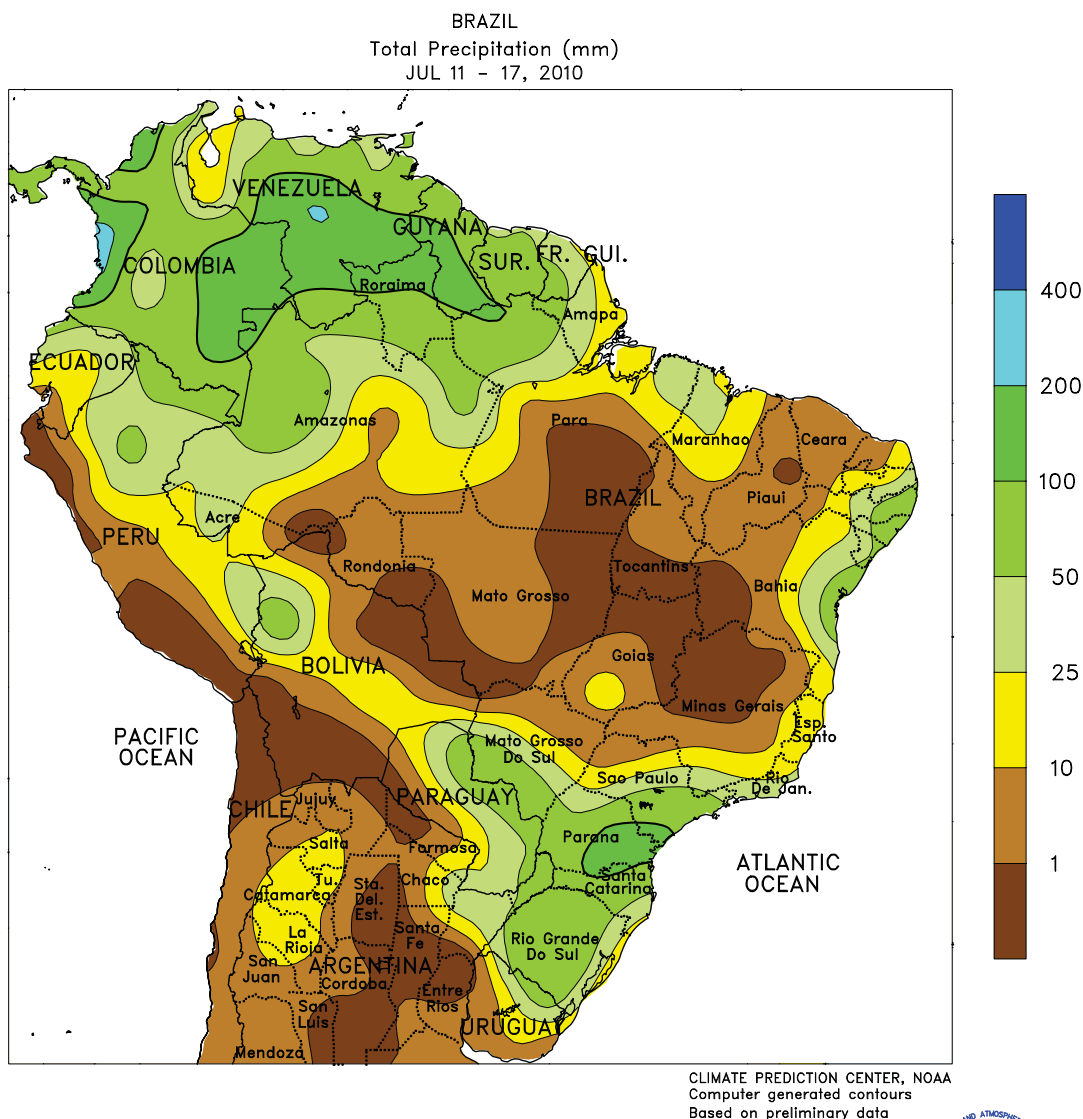 BRAZIL
Total Precipitation (mm)
JUL 11 - 17, 2010
VENEZUELA
GUYANA
COLOMBIA
SUR.
FR. GUI.
Roraima
Amapa
ECUADOR
Amazonas
Para
Maranhao
Ceara
BRAZIL
Piaui
Acre
PERU
Rondonia
Tocantins
Mato Grosso
Bahia
BOLIVIA
Goias
Minas Gerais
Esp.
Santo
PACIFIC
OCEAN
Mato Grosso
Do Sul
Sao Paulo
Rio
De Jan.
PARAGUAY
CHILE
Jujuy
Salta
Formosa
Parana
ATLANTIC
OCEAN
Tu.
Catamarca
Sta.
Del.
Est.
Chaco
Santa
Catarina
La
Rioja
Santa
Fe
Rio Grande
Do Sul
San
Juan
ARGENTINA
Cordoba
Entre
Rios
San
Luis
URUGUAY
Mendoza
400
200
100
50
25
10
1
CLIMATE PREDICTION CENTER, NOAA
Computer generated contours
Based on preliminary data
AND ATMOSPHE